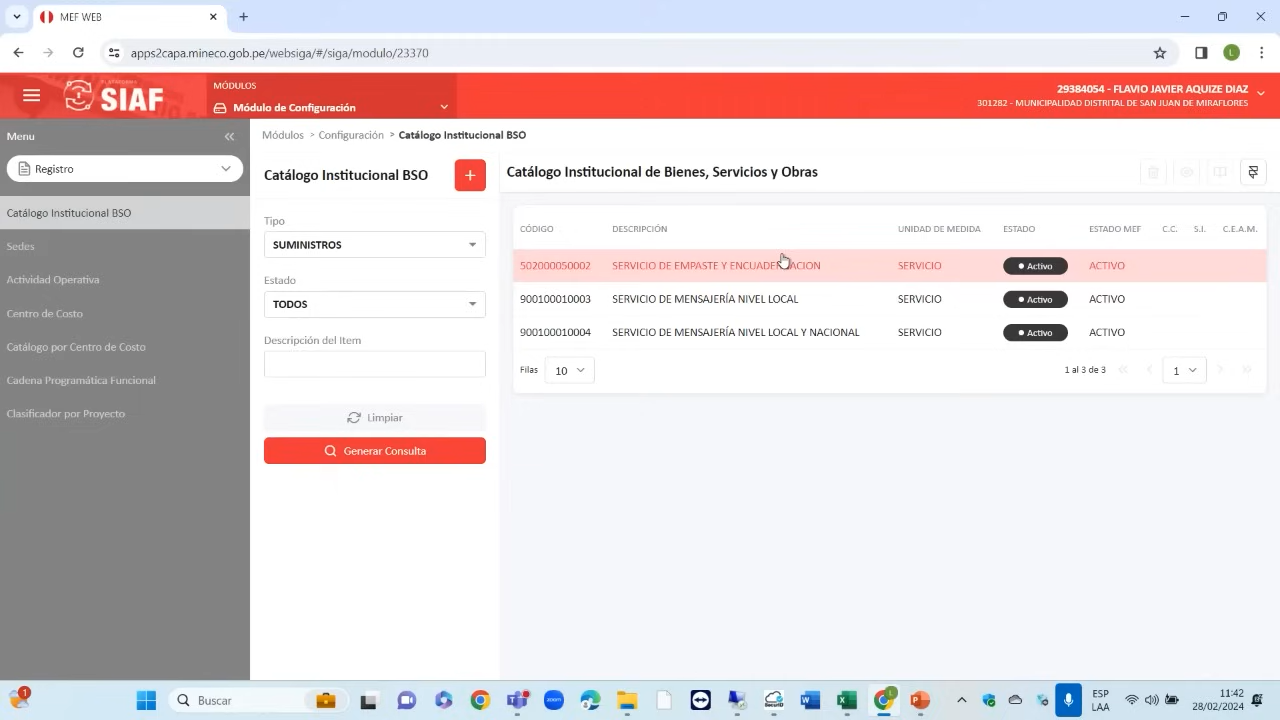 MEF WEB
apps2capa.mineco.gob.pe/websiga/#/siga/modulo/23370
L
PLATAFORMA
SIAF
MÓDULOS
Módulo de Configuración
29384054 - FLAVIO JAVIER AQUIZE DIAZ
301282 - MUNICIPALIDAD DISTRITAL DE SAN JUAN DE MIRAFLORES
Menu
Registro
Catálogo Institucional BSO
Sedes
Actividad Operativa
Centro de Costo
Catálogo por Centro de Costo
Cadena Programática Funcional
Clasificador por Proyecto
Módulos > Configuración > Catálogo Institucional BSO
Catálogo Institucional BSO
+
Tipo
SUMINISTROS
Estado
TODOS
Descripción del Item
Limpiar
Generar Consulta
Catálogo Institucional de Bienes, Servicios y Obras
CÓDIGO DESCRIPCIÓN UNIDAD DE MEDIDA ESTADO ESTADO MEF C.C. S.I. C.E.A.M.
502000050002 SERVICIO DE EMPASTE Y ENCUADERNACION SERVICIO Activo ACTIVO
900100010003 SERVICIO DE MENSAJERÍA NIVEL LOCAL SERVICIO Activo ACTIVO
900100010004 SERVICIO DE MENSAJERÍA NIVEL LOCAL Y NACIONAL SERVICIO Activo ACTIVO
Filas 10 1 al 3 de 3 1
1
Buscar
zoom
SecurID
ESP
LAA
11:42
28/02/2024